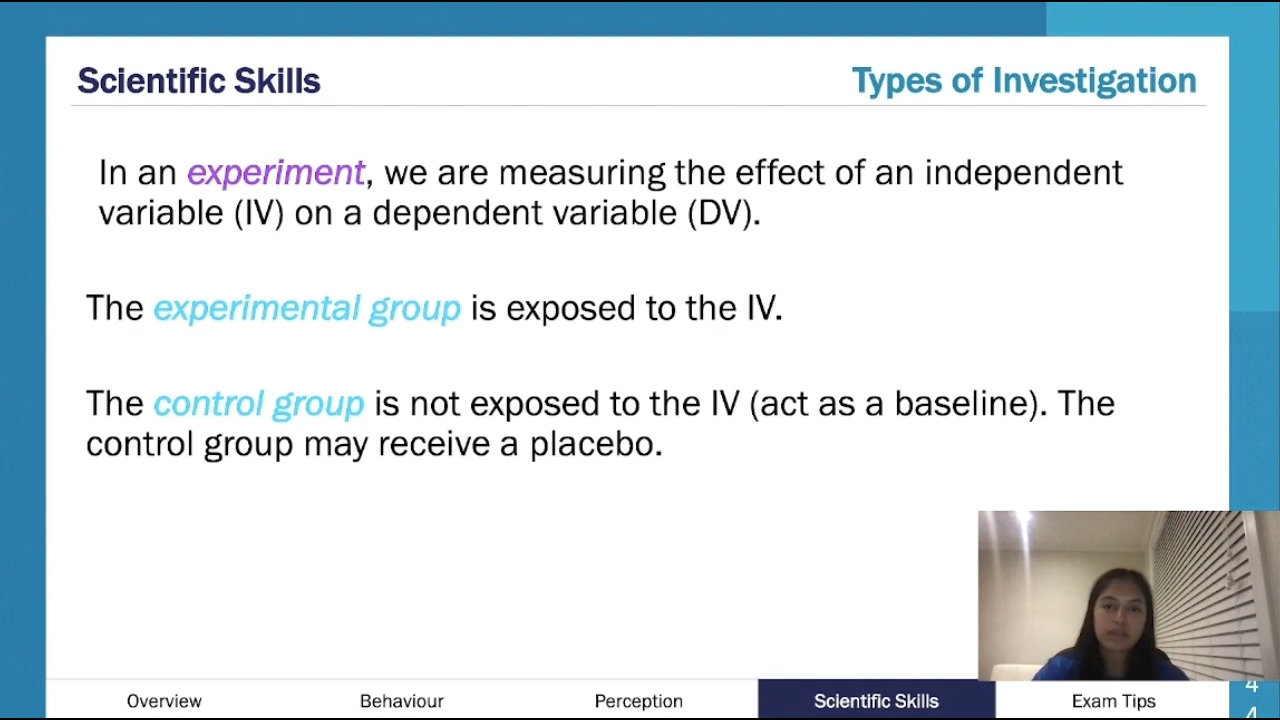 Scientific Skills
Types of Investigation
In an experiment, we are measuring the effect of an independent
variable (IV) on a dependent variable (DV).
The experimental group is exposed to the IV.
The control group is not exposed to the IV (act as a baseline). The
control group may receive a placebo.
Overview
Behaviour
Perception
Scientific Skills
Exam Tips
4
4